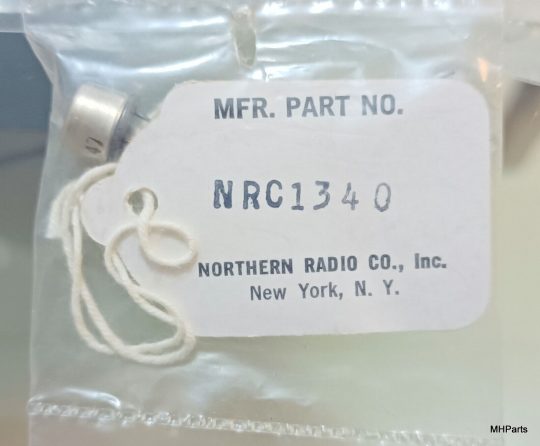 MFR. PART NO.
NRC1340
NORTHERN RADIO CO., Inc.
New York, N. Y.
MHParts